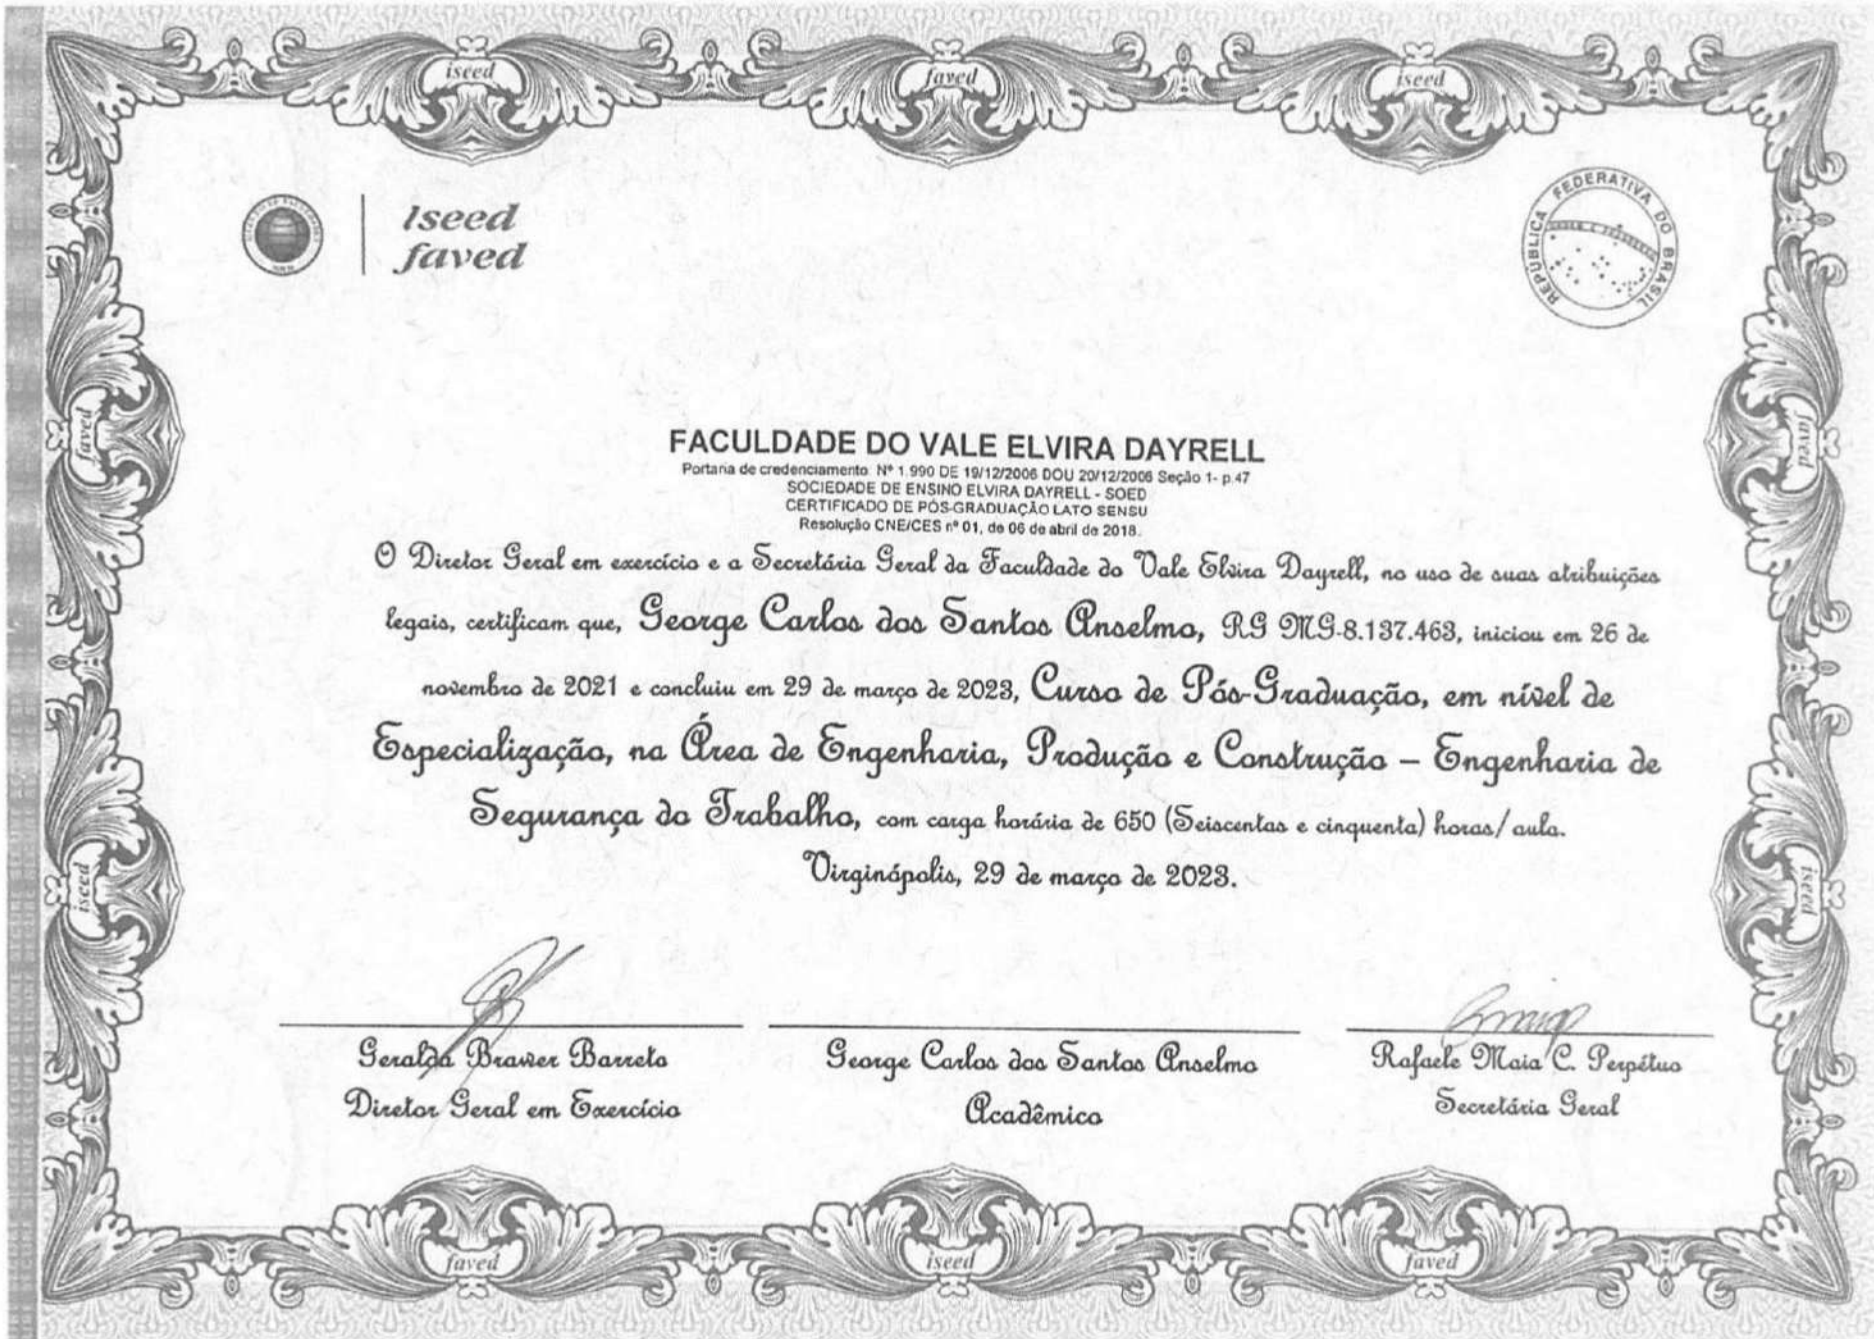 iseed
faved
iseed
Iseed
faved
REPÚBLICA FEDERATIVA DO BRASIL
ORDEM E PROGRESSO
faved
faved
FACULDADE DO VALE ELVIRA DAYRELL
Portaria de credenciamento: Nº 1.990 DE 19/12/2006 DOU 20/12/2006 Seção 1- p.47
SOCIEDADE DE ENSINO ELVIRA DAYRELL - SOED
CERTIFICADO DE PÓS-GRADUAÇÃO LATO SENSU
Resolução CNE/CES nº 01, de 06 de abril de 2018.
O Diretor Geral em exercício e a Secretária Geral da Faculdade do Vale Elvira Dayrell, no uso de suas atribuições
legais, certificam que, George Carlos dos Santos Anselmo, RG MG-8.137.463, iniciou em 26 de
novembro de 2021 e concluiu em 29 de março de 2023, Curso de Pós-Graduação, em nível de
Especialização, na Área de Engenharia, Produção e Construção – Engenharia de
Segurança do Trabalho, com carga horária de 650 (Seiscentas e cinquenta) horas/aula.
Virginópolis, 29 de março de 2023.
iseed
iseed
Geraldo Brawer Barreto
Diretor Geral em Exercício
George Carlos dos Santos Anselmo
Acadêmico
Rafaele Maia C. Perpétuo
Secretária Geral
faved
iseed
faved